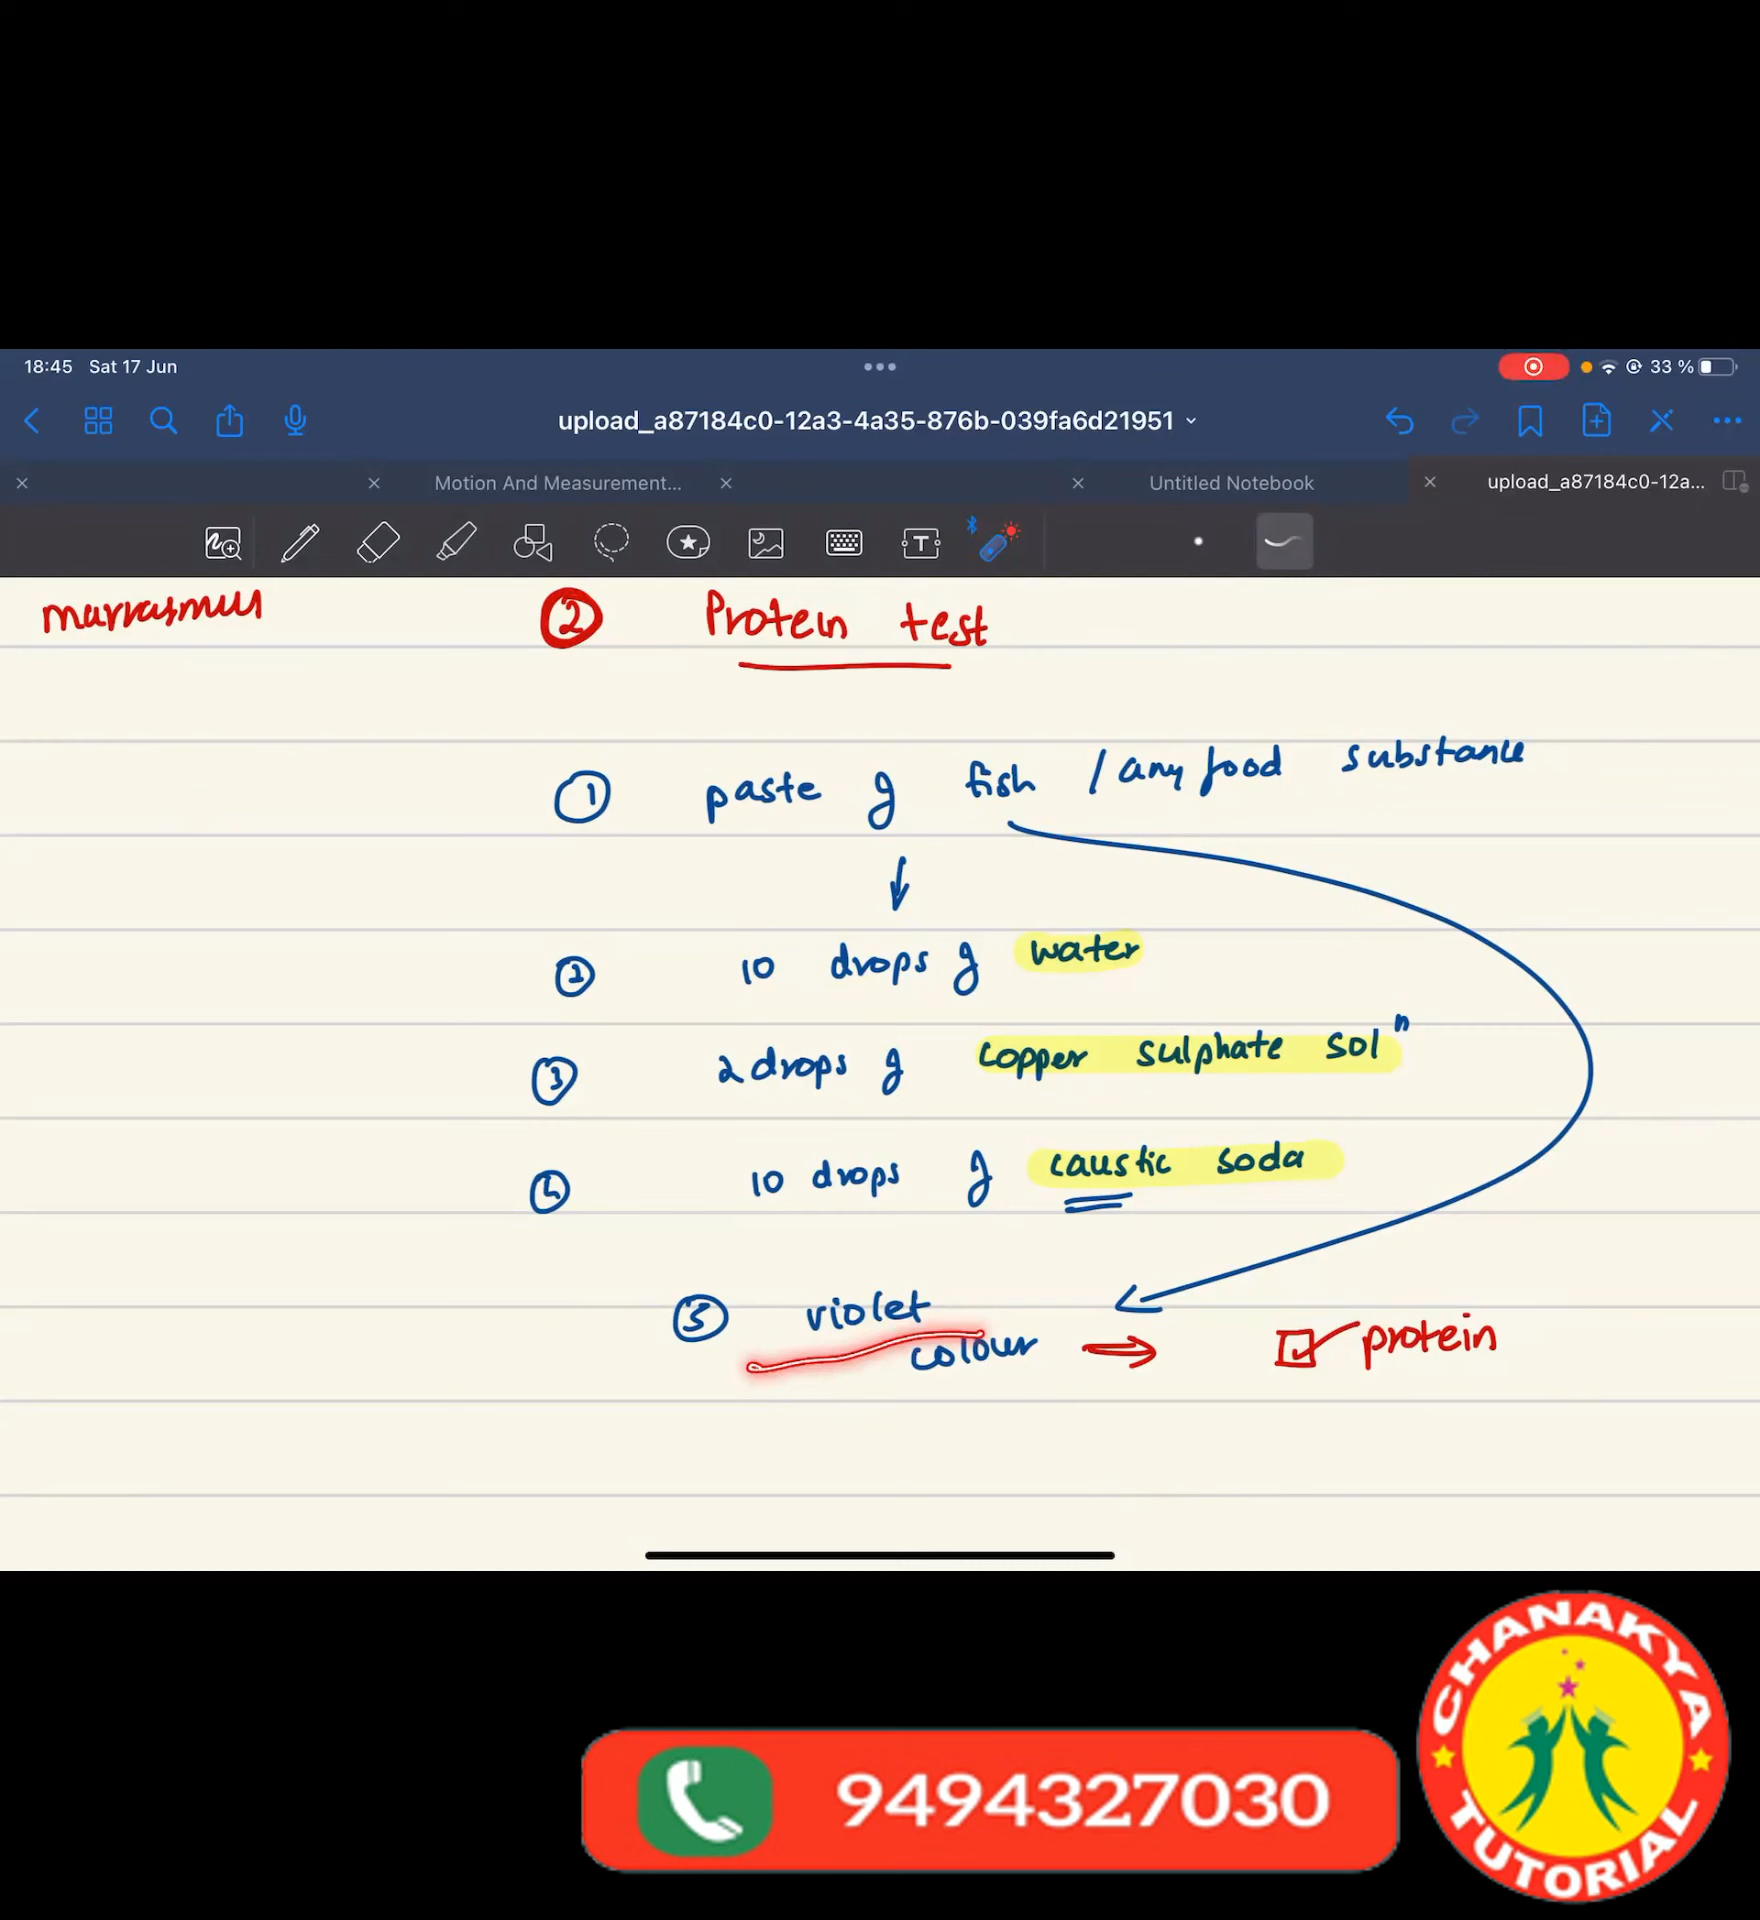 18:45 Sat 17 Jun
33 %
upload_a87184c0-12a3-4a35-876b-039fa6d21951
Motion And Measurement...
Untitled Notebook
upload_a87184c0-12a...
② Protein test
① paste of fish / any food substance
② 10 drops of water
③ 2 drops of copper sulphate solⁿ
④ 10 drops of caustic soda
⑤ violet
colour ⇒ protein
CHANAKYA
TUTORIAL
9494327030